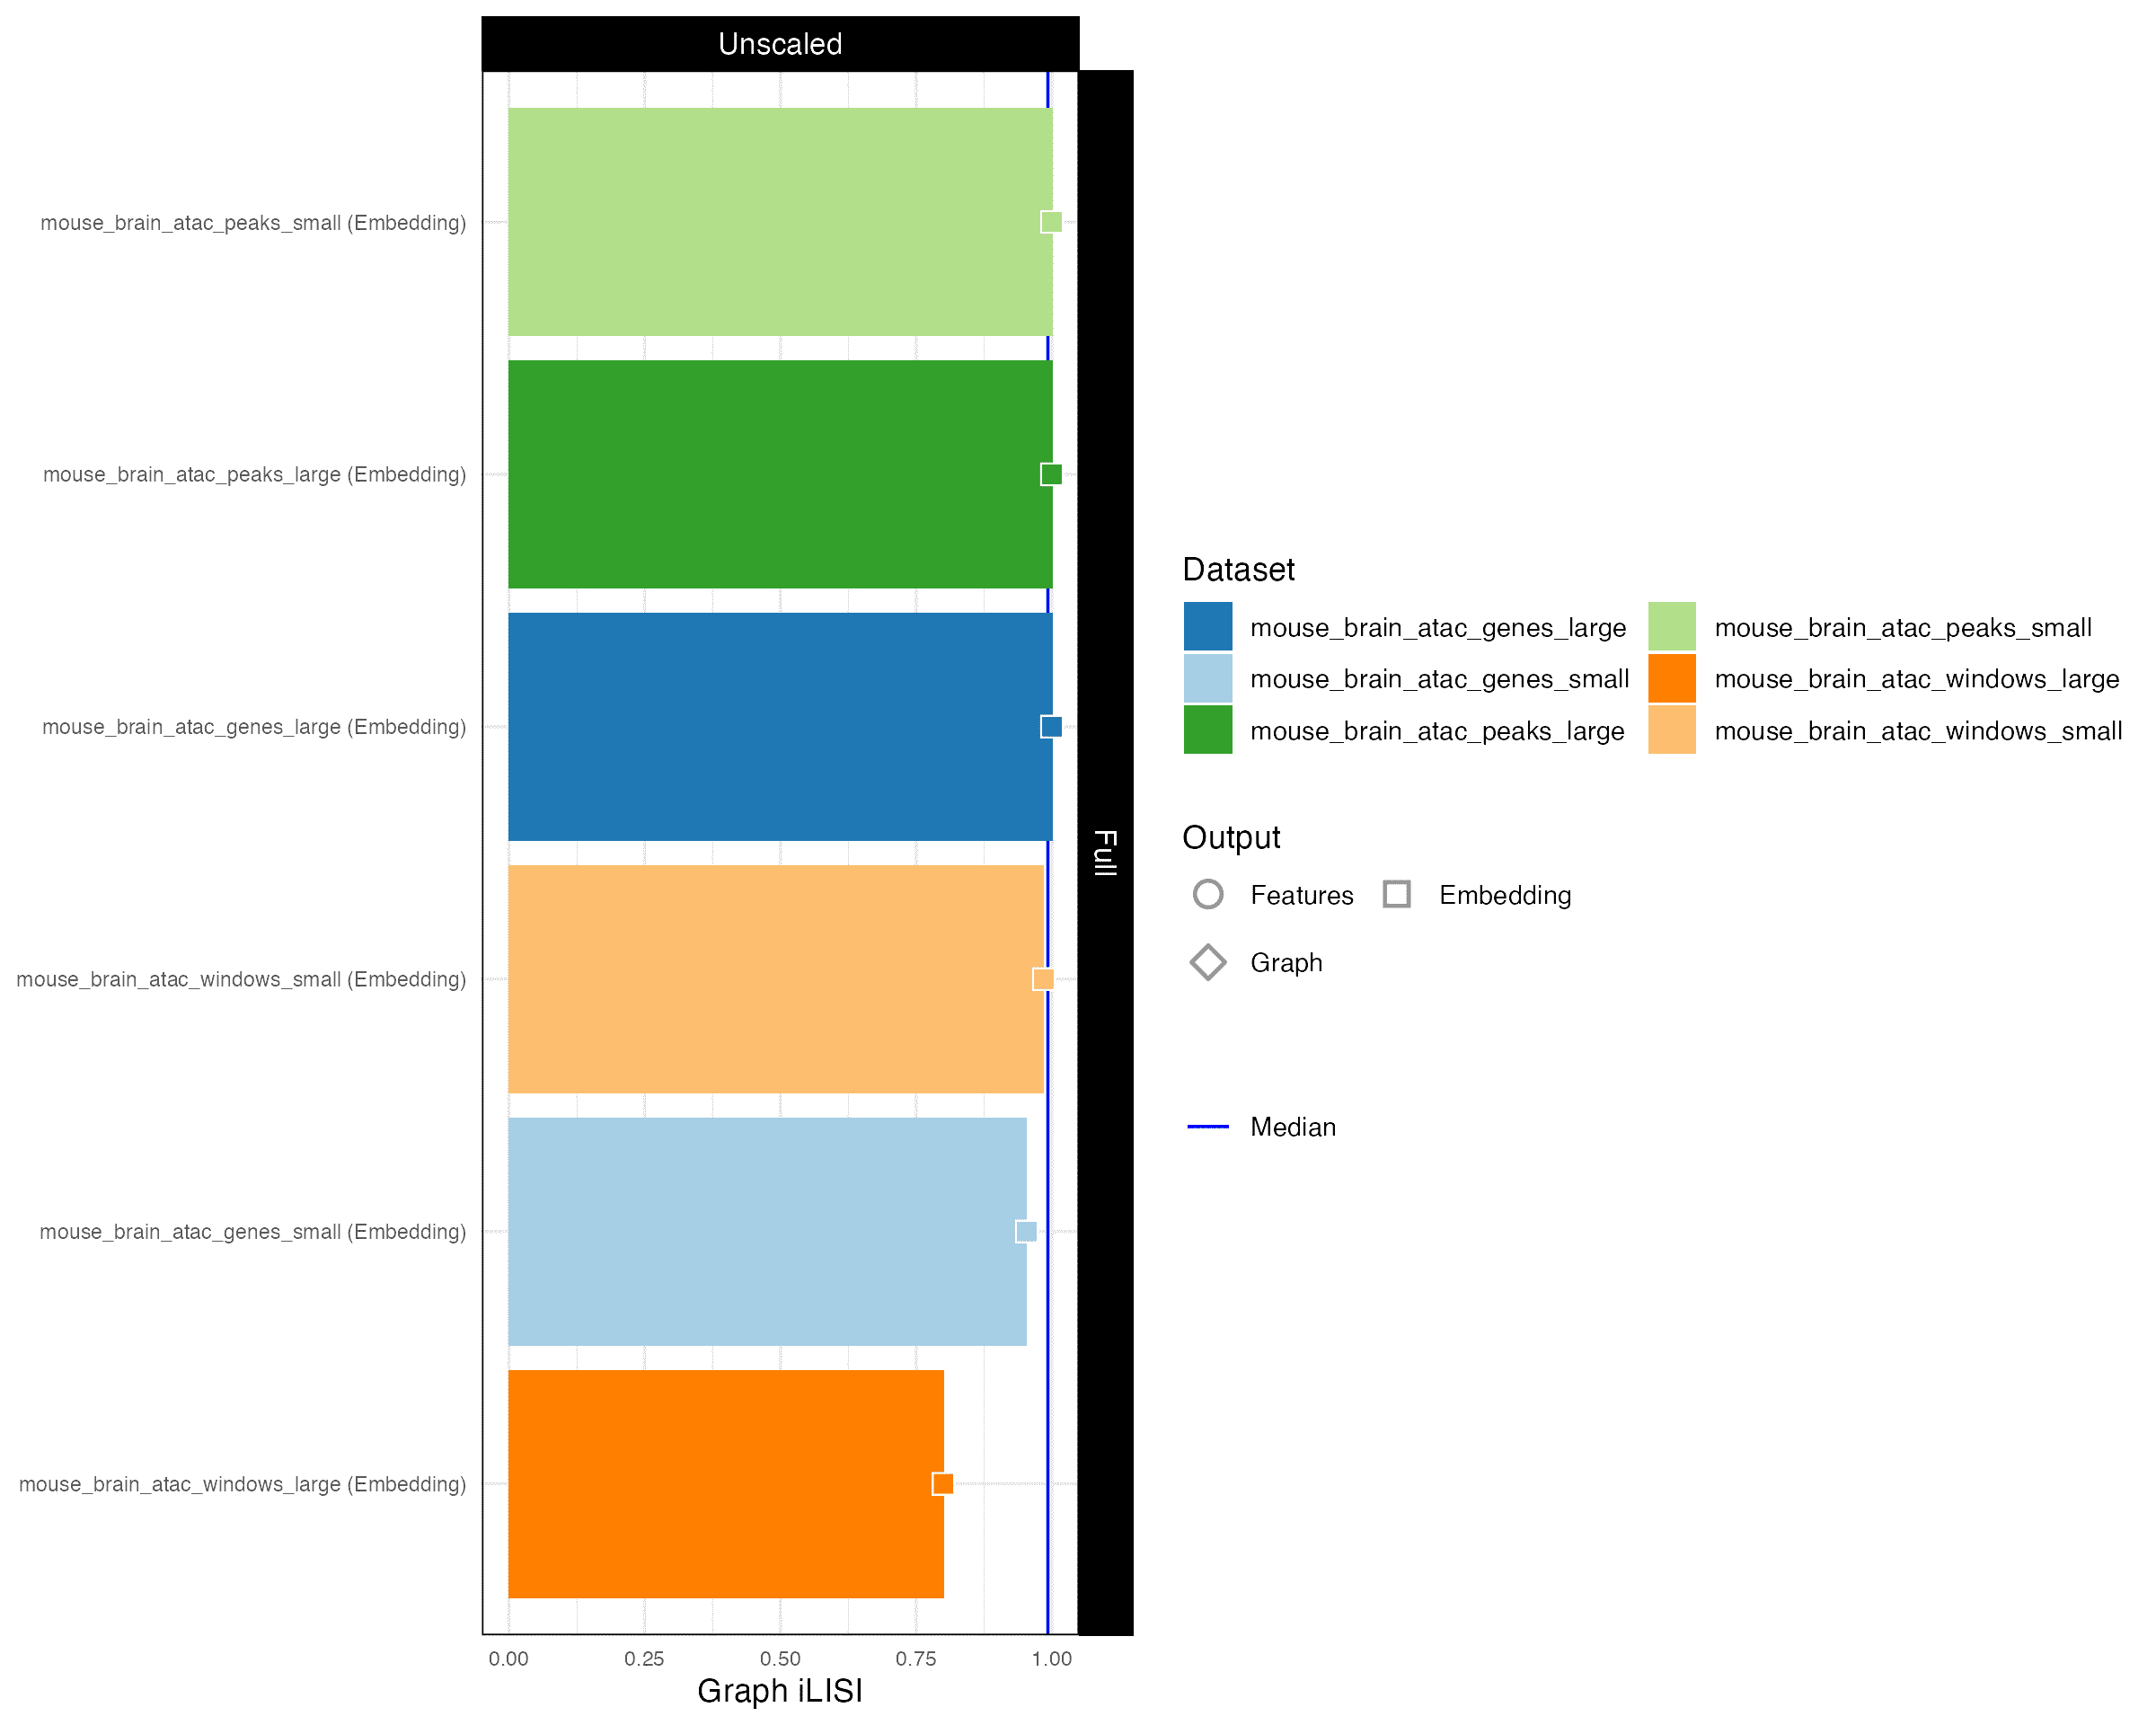 Unscaled
mouse_brain_atac_peaks_small (Embedding)
mouse_brain_atac_peaks_large (Embedding)
mouse_brain_atac_genes_large (Embedding)
mouse_brain_atac_windows_small (Embedding)
mouse_brain_atac_genes_small (Embedding)
mouse_brain_atac_windows_large (Embedding)
0.00 0.25 0.50 0.75 1.00
Graph iLISI
Full
Dataset
mouse_brain_atac_genes_large mouse_brain_atac_peaks_small
mouse_brain_atac_genes_small mouse_brain_atac_windows_large
mouse_brain_atac_peaks_large mouse_brain_atac_windows_small
Output
Features Embedding
Graph
Median